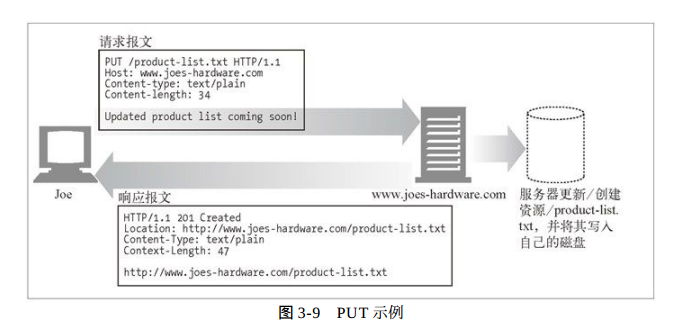 请求报文
PUT /product-list.txt HTTP/1.1
Host: www.joes-hardware.com
Content-type: text/plain
Content-length: 34
Updated product list coming soon!
Joe
www.joes-hardware.com
服务器更新/创建
资源/product-list.
txt，并将其写入
自己的磁盘
响应报文
HTTP/1.1 201 Created
Location: http://www.joes-hardware.com/product-list.txt
Content-Type: text/plain
Context-Length: 47
http://www.joes-hardware.com/product-list.txt
图 3-9 PUT 示例